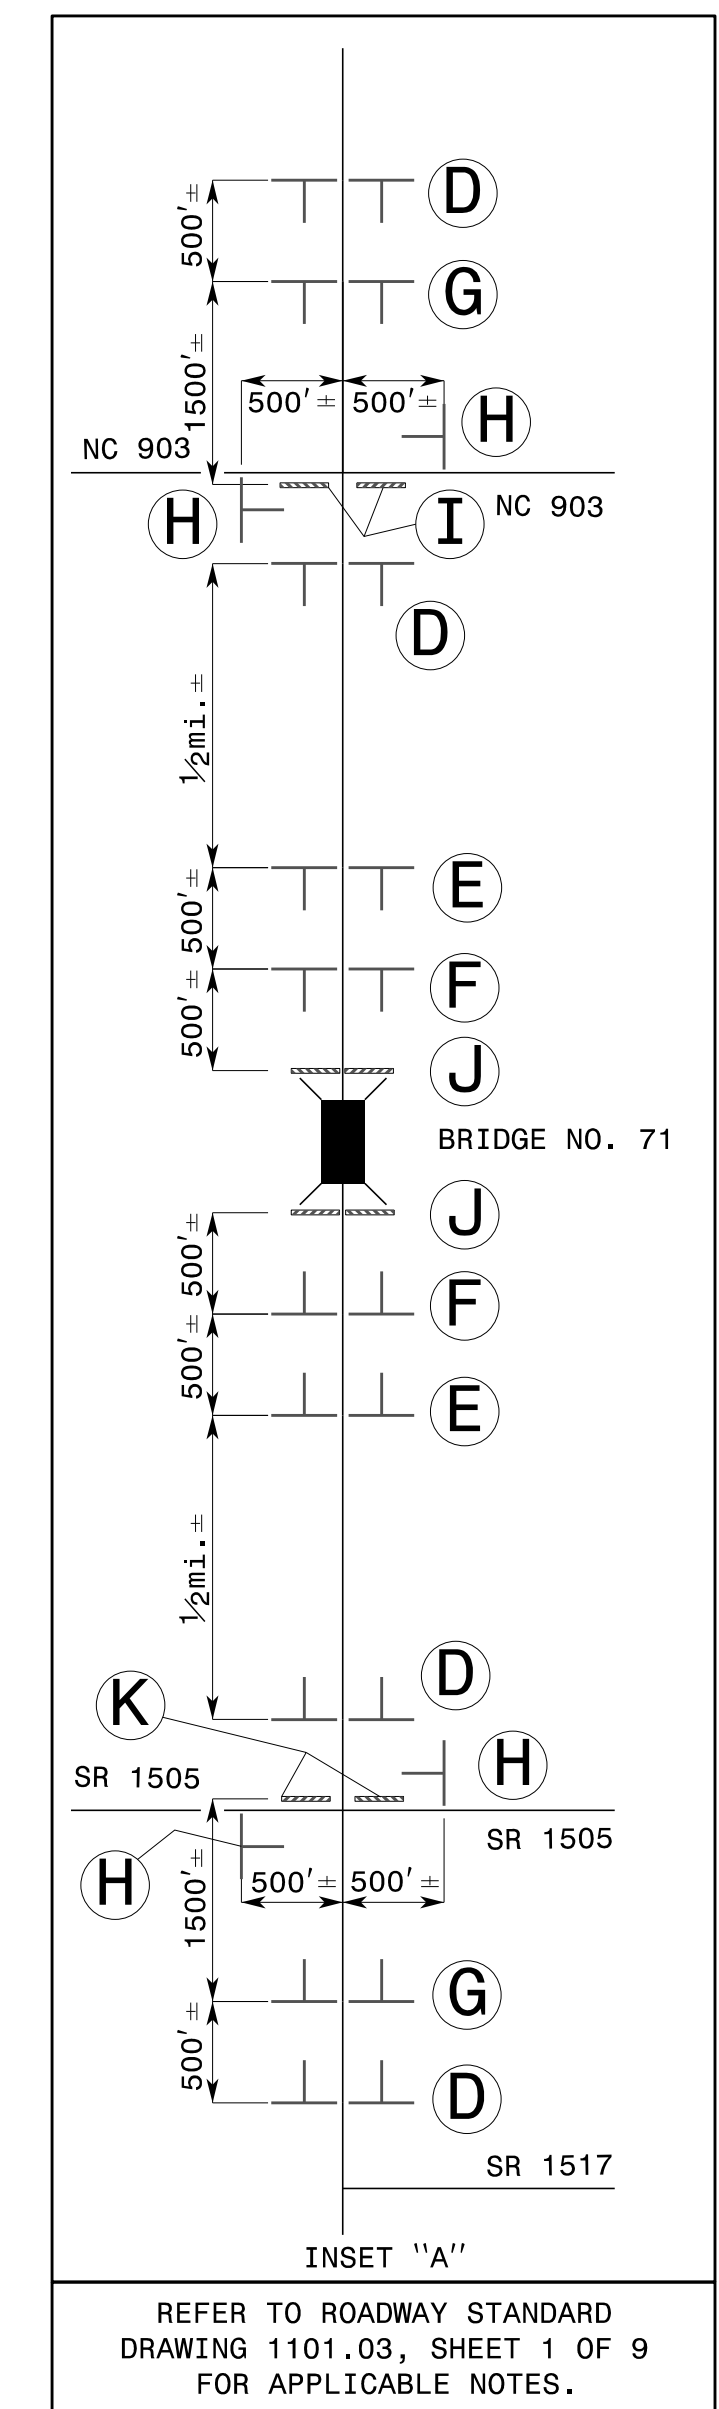 D
500'±
G
1500'±
500'± 500'±
H
NC 903
H
I
NC 903
D
½mi.±
E
500'±
F
500'±
J
BRIDGE NO. 71
J
500'±
F
500'±
E
½mi.±
D
K
H
SR 1505
SR 1505
H
1500'±
500'± 500'±
G
500'±
D
SR 1517
INSET "A"
REFER TO ROADWAY STANDARD
DRAWING 1101.03, SHEET 1 OF 9
FOR APPLICABLE NOTES.